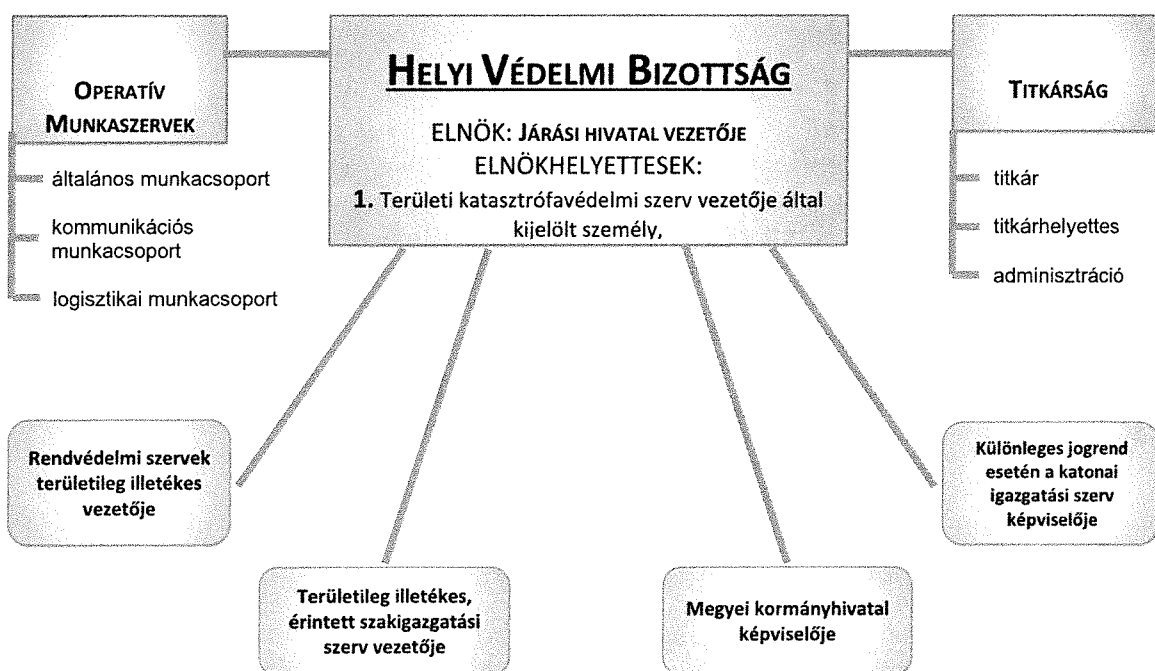 OPERATÍV
MUNKASZERVEK
általános munkacsoport
kommunikációs
munkacsoport
logisztikai munkacsoport
HELYI VÉDELMI BIZOTTSÁG
ELNÖK: JÁRÁSI HIVATAL VEZETŐJE
ELNÖKHELYETTESEK:
1. Területi katasztrófavédelmi szerv vezetője által
kijelölt személy,
TITKÁRSÁG
titkár
titkárhelyettes
adminisztráció
Rendvédelmi szervek
területileg illetékes
vezetője
Területileg illetékes,
érintett szakigazgatási
szerv vezetője
Megyei kormányhivatal
képviselője
Különleges jogrend
esetén a katonai
igazgatási szerv
képviselője